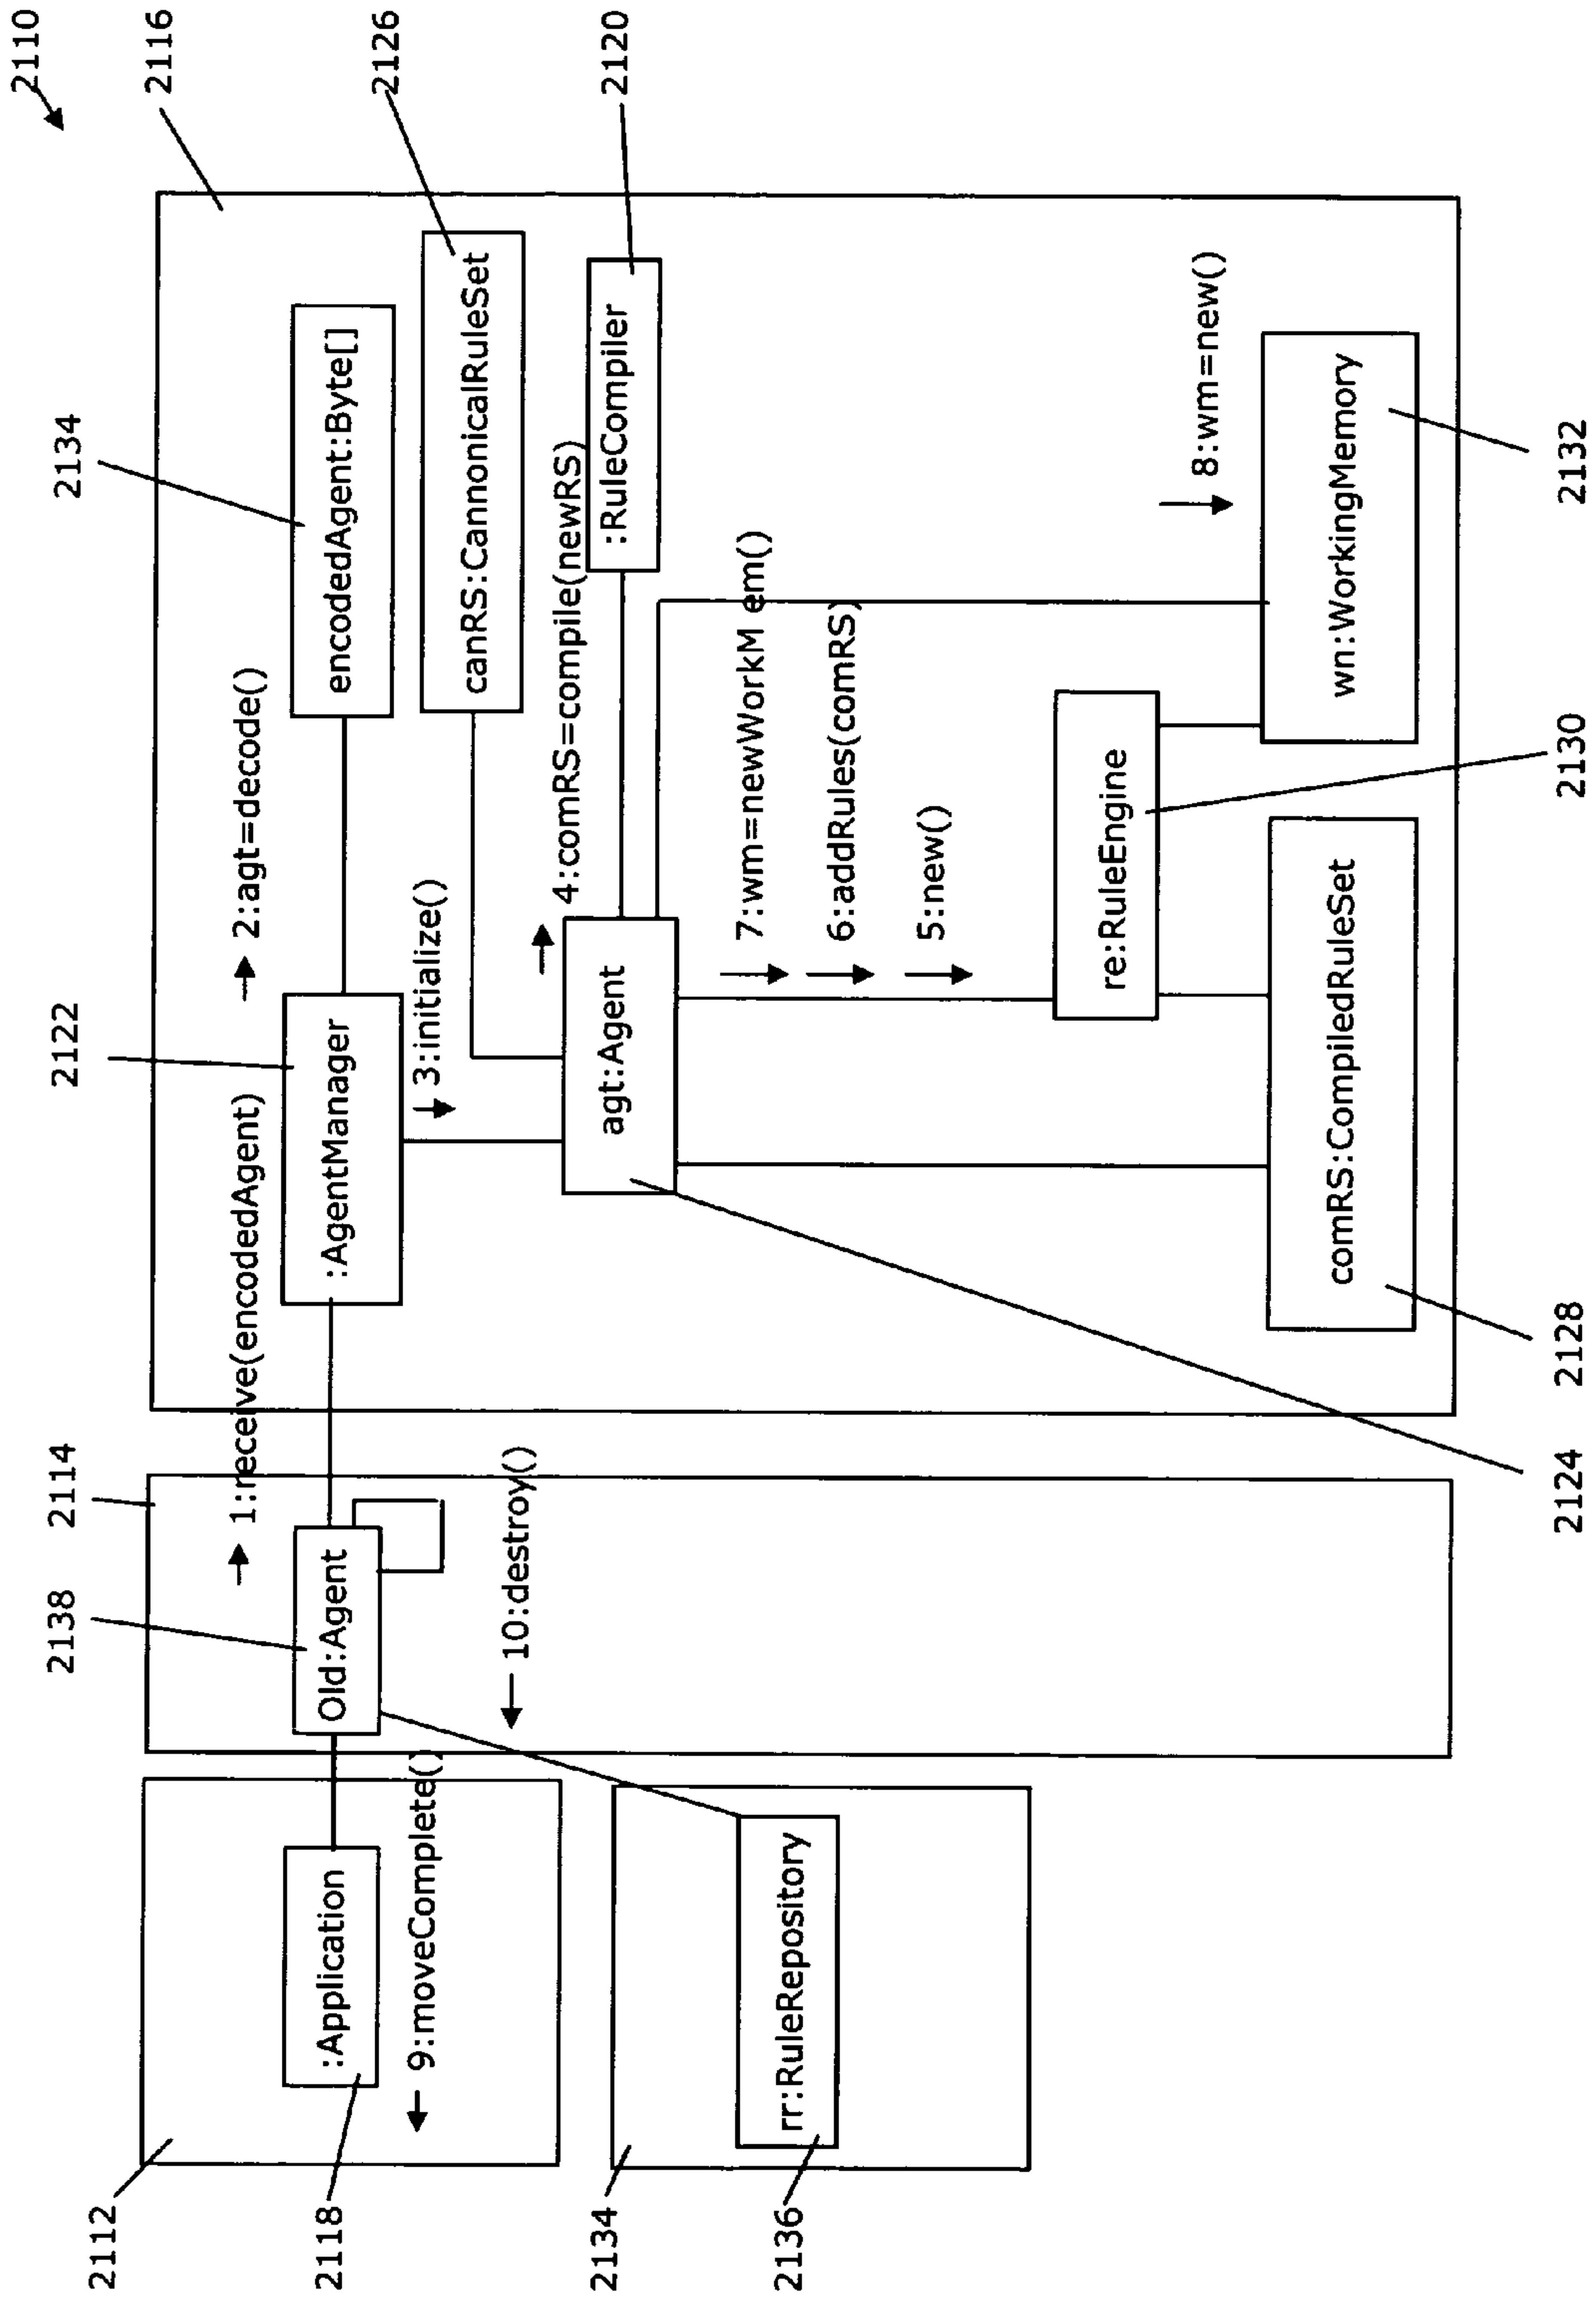 2110
2116
2126
2120
2134
encodedAgent:Byte[]
2:agt=decode()
canRS:CannonicalRuleSet
:RuleCompiler
4:comRS=compile(newRS)
2122
:AgentManager
3:initialize()
1:receive(encodedAgent)
agt:Agent
7:wm=newWorkM em()
6:addRules(comRS)
5:new()
8:wm=new()
re:RuleEngine
wn:WorkingMemory
2132
2130
comRS:CompiledRuleSet
2128
2124
2114
2138
Old:Agent
10:destroy()
:Application
9:moveComplete()
2112
2118
rr:RuleRepository
2134
2136